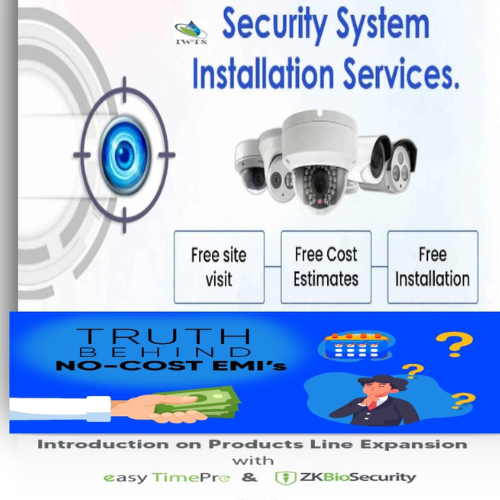 IWTS
Security System
Installation Services.
Free site
visit
Free Cost
Estimates
Free
Installation
TRUTH
BEHIND
NO-COST EMI's
Introduction on Products Line Expansion
with
easy TimePro & ZKBioSecurity